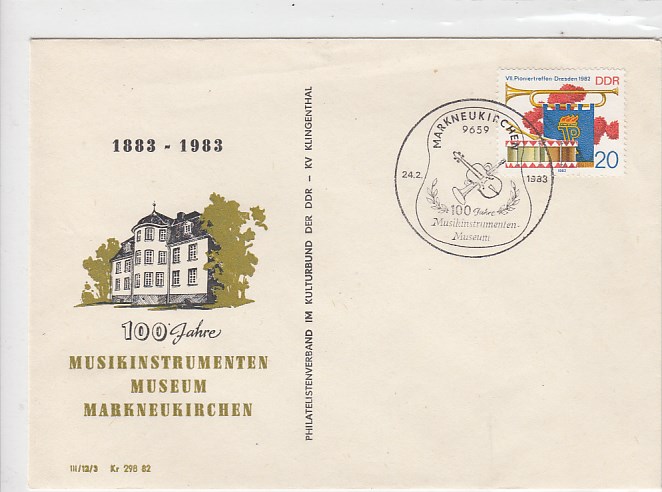 1883 - 1983
100 Jahre
MUSIKINSTRUMENTEN
MUSEUM
MARKNEUKIRCHEN
III/12/3 Kr 298 82
PHILATELISTENVERBAND IM KULTURBUND DER DDR – KV KLINGENTHAL
MARKNEUKIRCHEN
9659
24.2. 1983
100 Jahre
Musikinstrumenten-
Museum
VII. Pioniertreffen Dresden 1982 DDR
20
1982